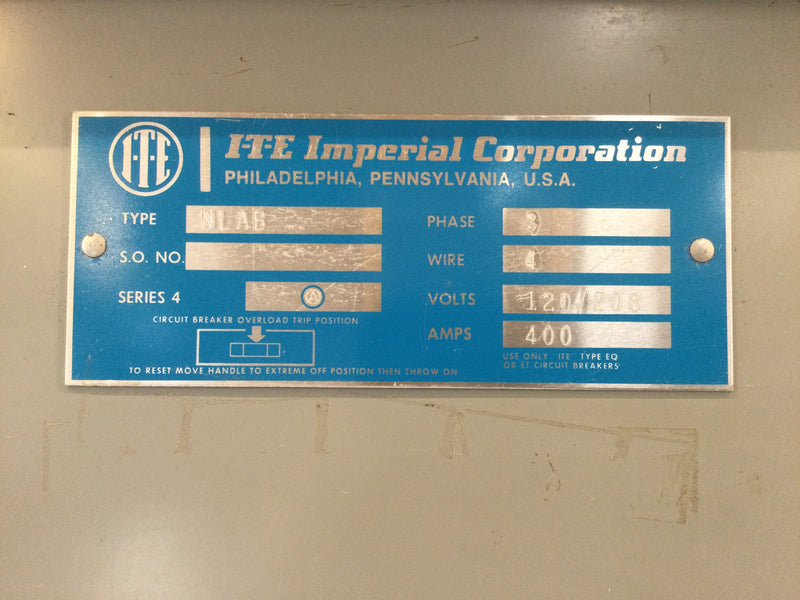 I-T-E
I-T-E Imperial Corporation
PHILADELPHIA, PENNSYLVANIA, U.S.A.
TYPE NLAB
S.O. NO.
SERIES 4 A
CIRCUIT BREAKER OVERLOAD TRIP POSITION
TO RESET MOVE HANDLE TO EXTREME OFF POSITION THEN THROW ON
PHASE 3
WIRE 4
VOLTS 120/208
AMPS 400
USE ONLY "ITE" TYPE EQ
OR ET CIRCUIT BREAKERS